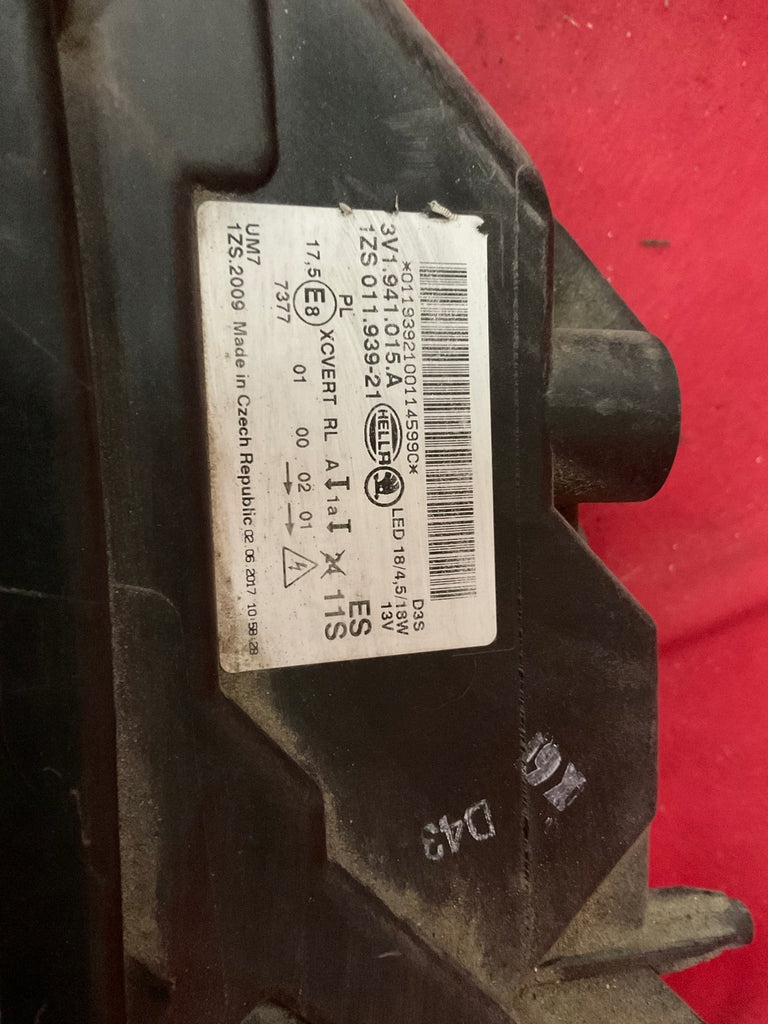 *0119392100114599C*
3V1.941.015.A
D3S
1ZS 011.939-21 HELLA LED 18/4,5/18W 13V
PL
ES
17,5 E8 XCVERT RL A 1a 24 11S
7377 01 00 02 01
UM7
1ZS.2009 Made in Czech Republic 02.06.2017 10:58:28
D43